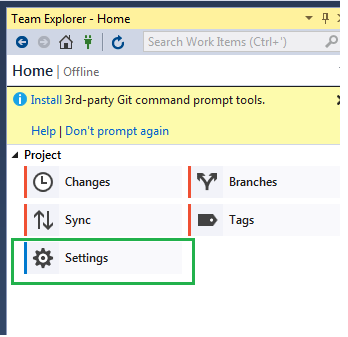 Team Explorer - Home
Search Work Items (Ctrl+')
Home | Offline
Install 3rd-party Git command prompt tools.
Help | Don't prompt again
Project
Changes
Branches
Sync
Tags
Settings